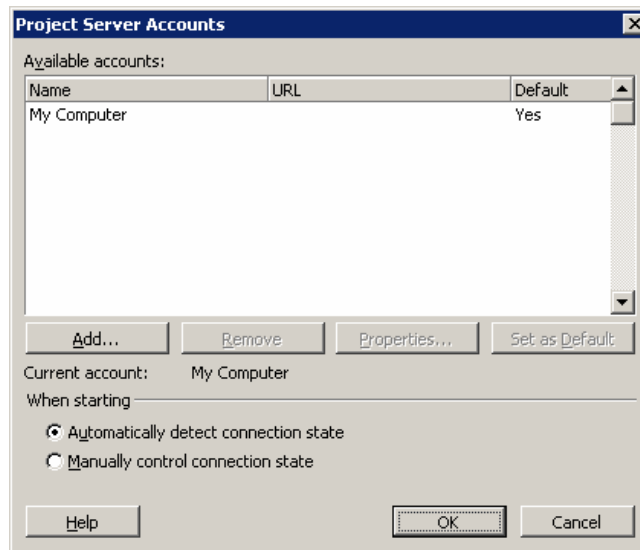 Project Server Accounts
Available accounts:
Name URL Default
My Computer Yes
Add... Remove Properties... Set as Default
Current account: My Computer
When starting
Automatically detect connection state
Manually control connection state
Help OK Cancel